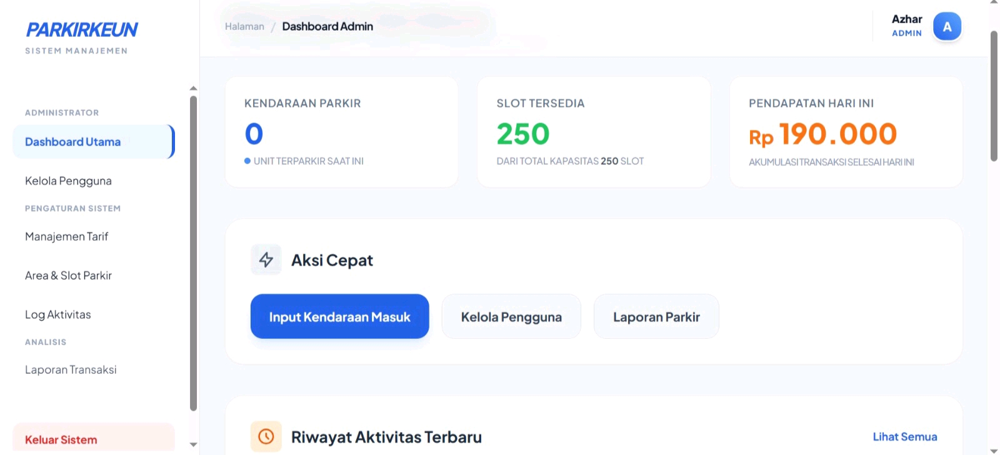 PARKIRKEUN
SISTEM MANAJEMEN
ADMINISTRATOR
Dashboard Utama
Kelola Pengguna
PENGATURAN SISTEM
Manajemen Tarif
Area & Slot Parkir
Log Aktivitas
ANALISIS
Laporan Transaksi
Keluar Sistem
Halaman / Dashboard Admin
Azhar
ADMIN
A
KENDARAAN PARKIR
0
UNIT TERPARKIR SAAT INI
SLOT TERSEDIA
250
DARI TOTAL KAPASITAS 250 SLOT
PENDAPATAN HARI INI
Rp 190.000
AKUMULASI TRANSAKSI SELESAI HARI INI
Aksi Cepat
Input Kendaraan Masuk
Kelola Pengguna
Laporan Parkir
Riwayat Aktivitas Terbaru
Lihat Semua